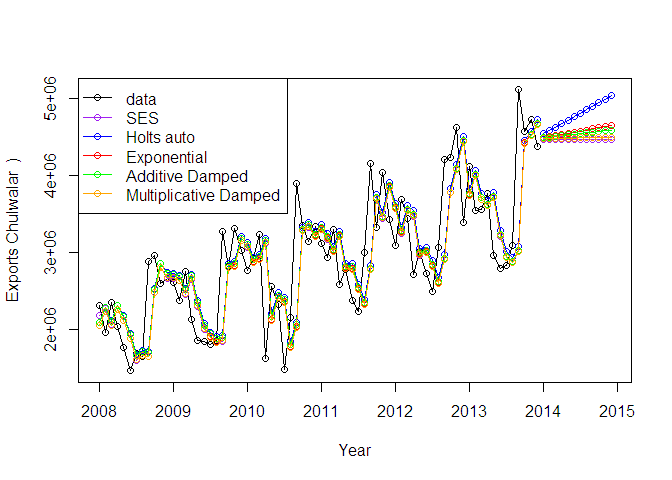 data
SES
Holts auto
Exponential
Additive Damped
Multiplicative Damped
Exports Chulwalar  )
5e+06
4e+06
3e+06
2e+06
2008 2009 2010 2011 2012 2013 2014 2015
Year